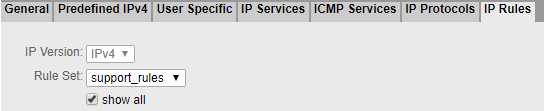 General Predefined IPv4 User Specific IP Services ICMP Services IP Protocols IP Rules
IP Version: IPv4
Rule Set: support_rules
show all